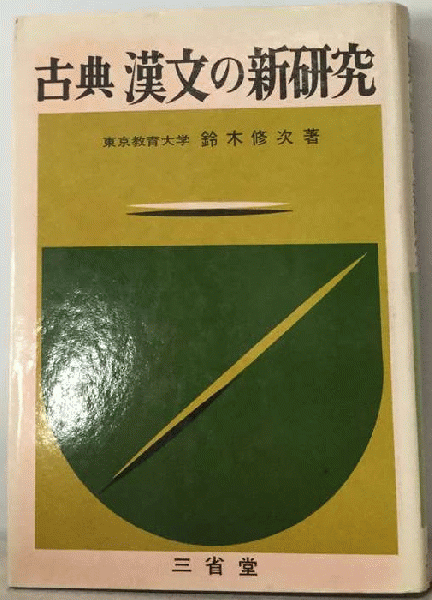 古典 漢文の新研究
東京教育大学 鈴木修次著
三省堂